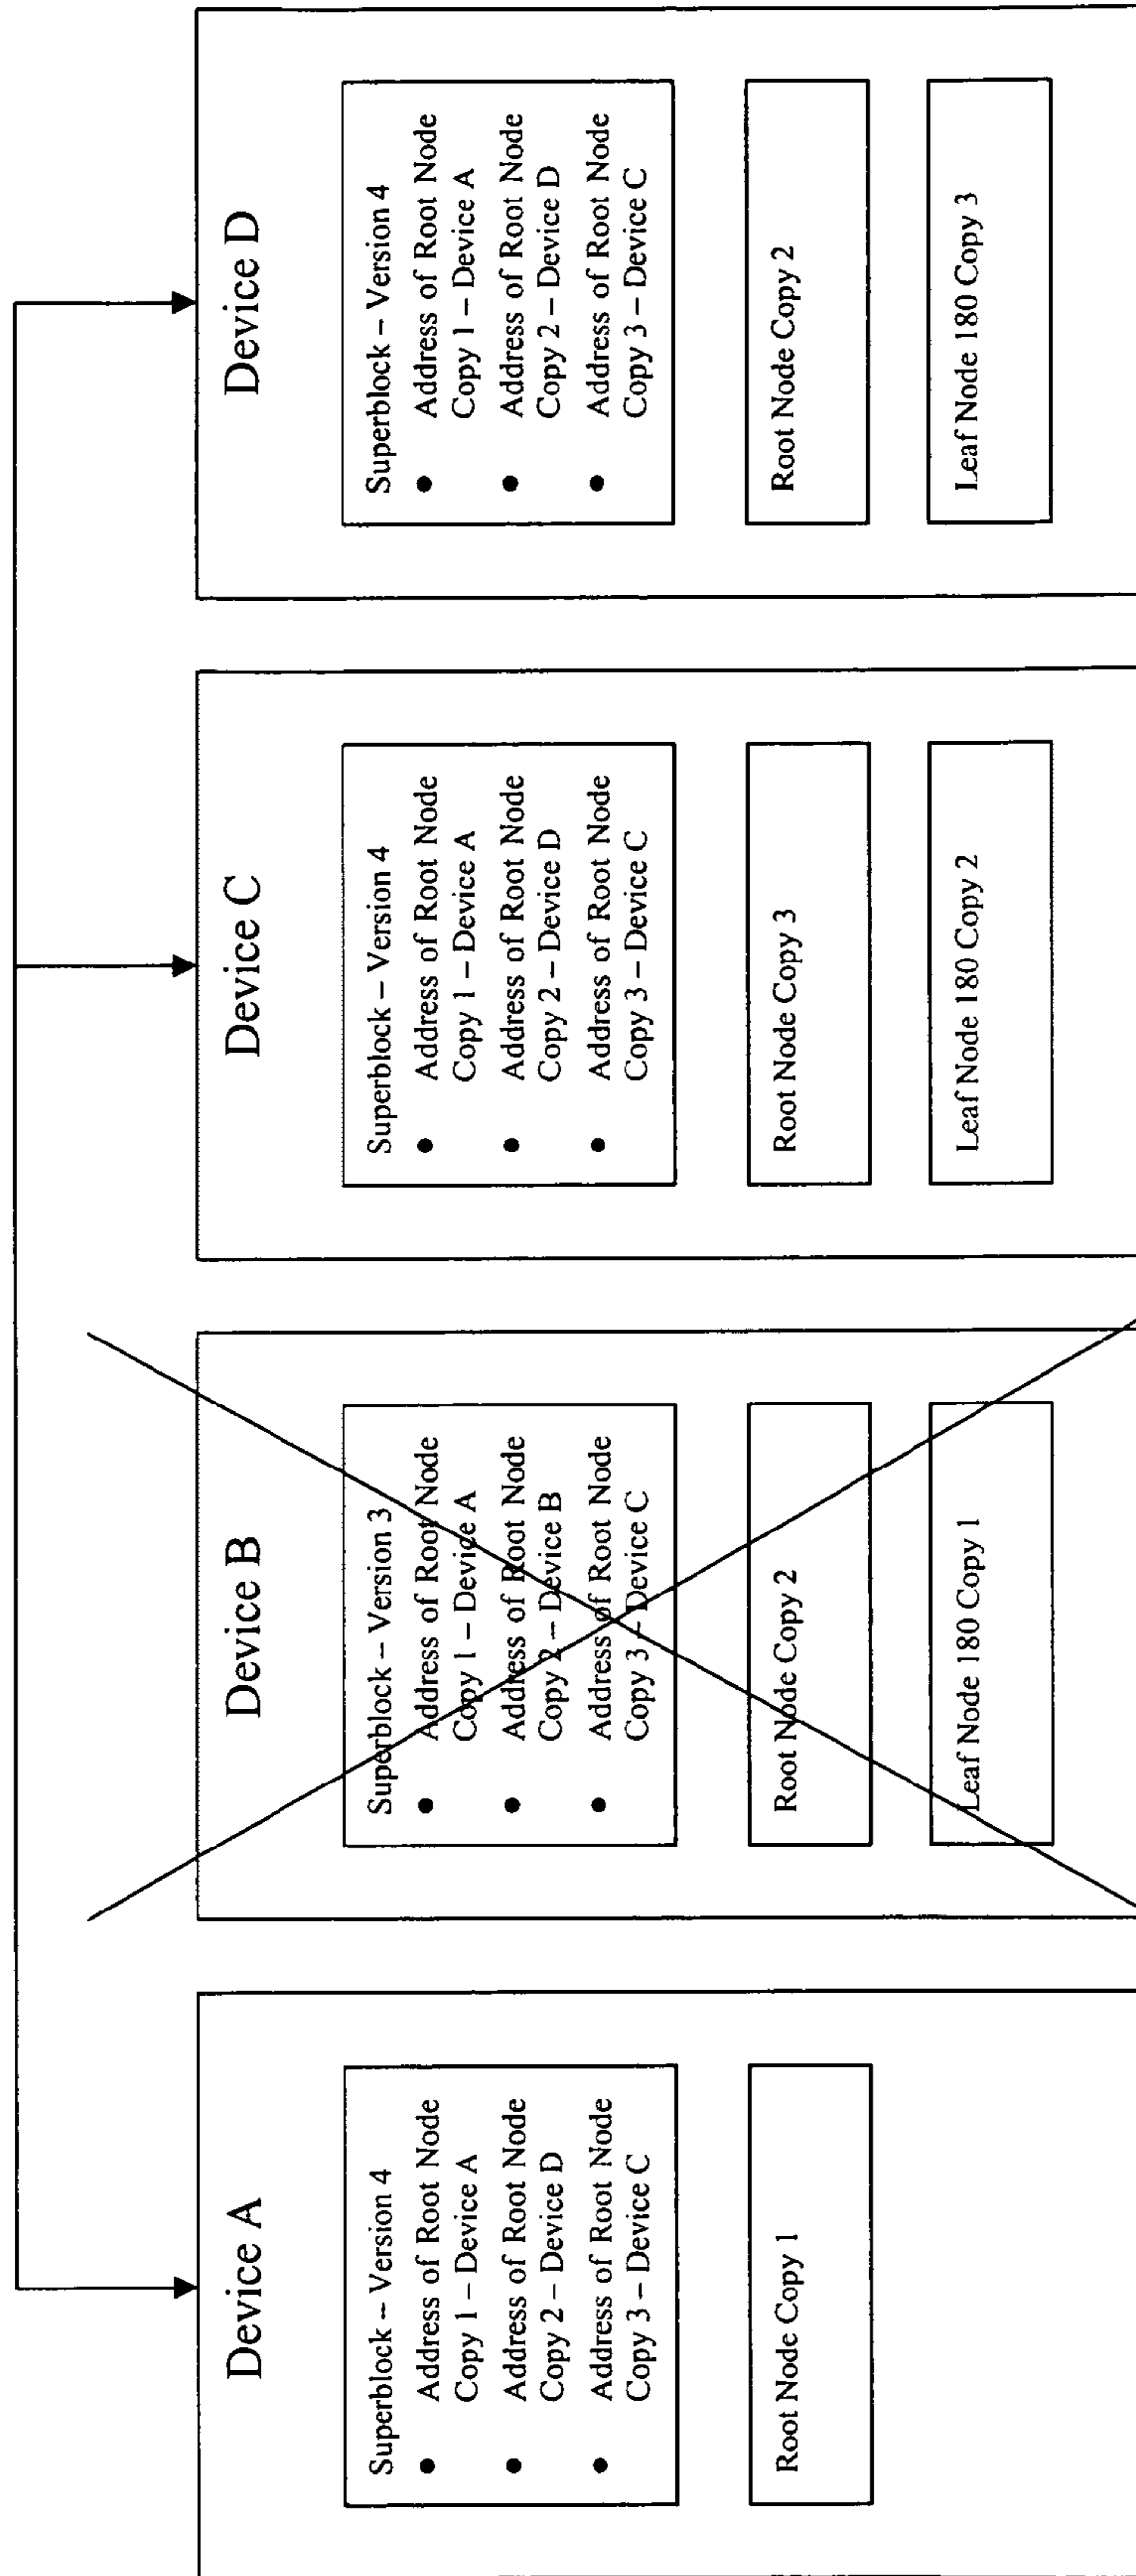 Device A
Superblock – Version 4
• Address of Root Node
Copy 1 – Device A
• Address of Root Node
Copy 2 – Device D
• Address of Root Node
Copy 3 – Device C
Root Node Copy 1
Device B
Superblock – Version 3
• Address of Root Node
Copy 1 – Device A
• Address of Root Node
Copy 2 – Device B
• Address of Root Node
Copy 3 – Device C
Root Node Copy 2
Leaf Node 180 Copy 1
Device C
Superblock – Version 4
• Address of Root Node
Copy 1 – Device A
• Address of Root Node
Copy 2 – Device D
• Address of Root Node
Copy 3 – Device C
Root Node Copy 3
Leaf Node 180 Copy 2
Device D
Superblock – Version 4
• Address of Root Node
Copy 1 – Device A
• Address of Root Node
Copy 2 – Device D
• Address of Root Node
Copy 3 – Device C
Root Node Copy 2
Leaf Node 180 Copy 3